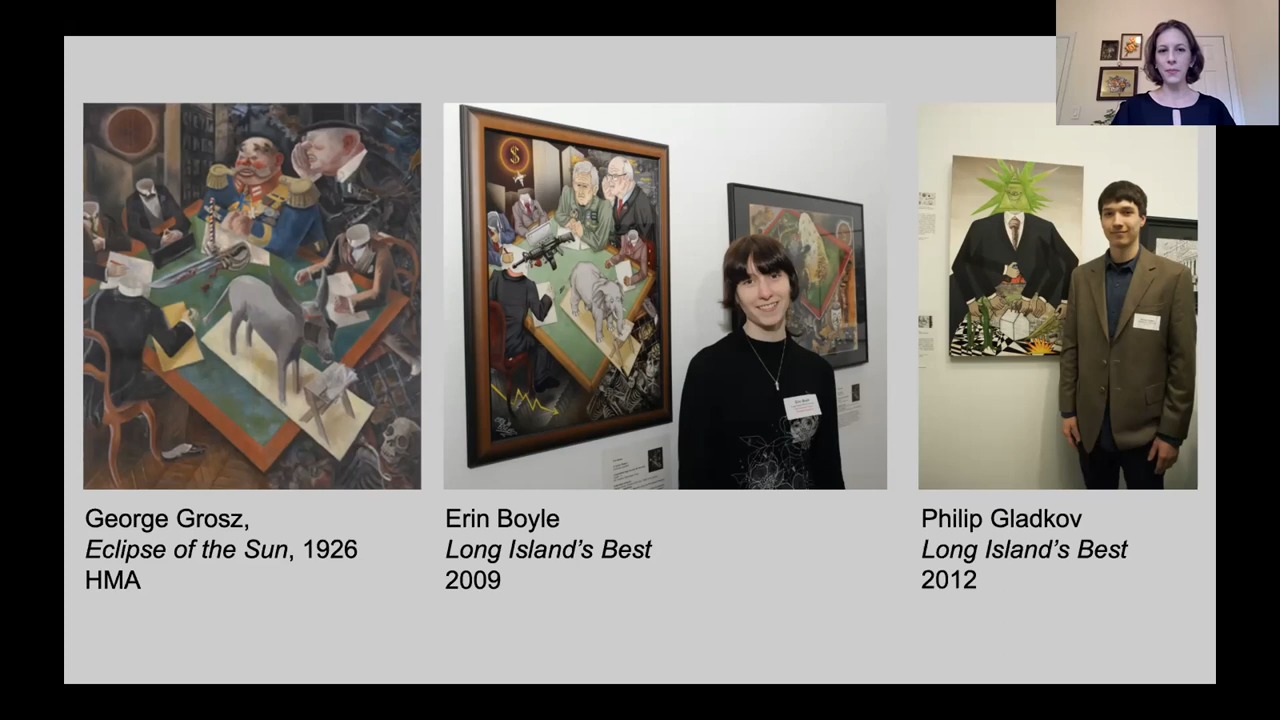 George Grosz,
Eclipse of the Sun, 1926
HMA
Erin Boyle
Long Island's Best
2009
Philip Gladkov
Long Island's Best
2012
$